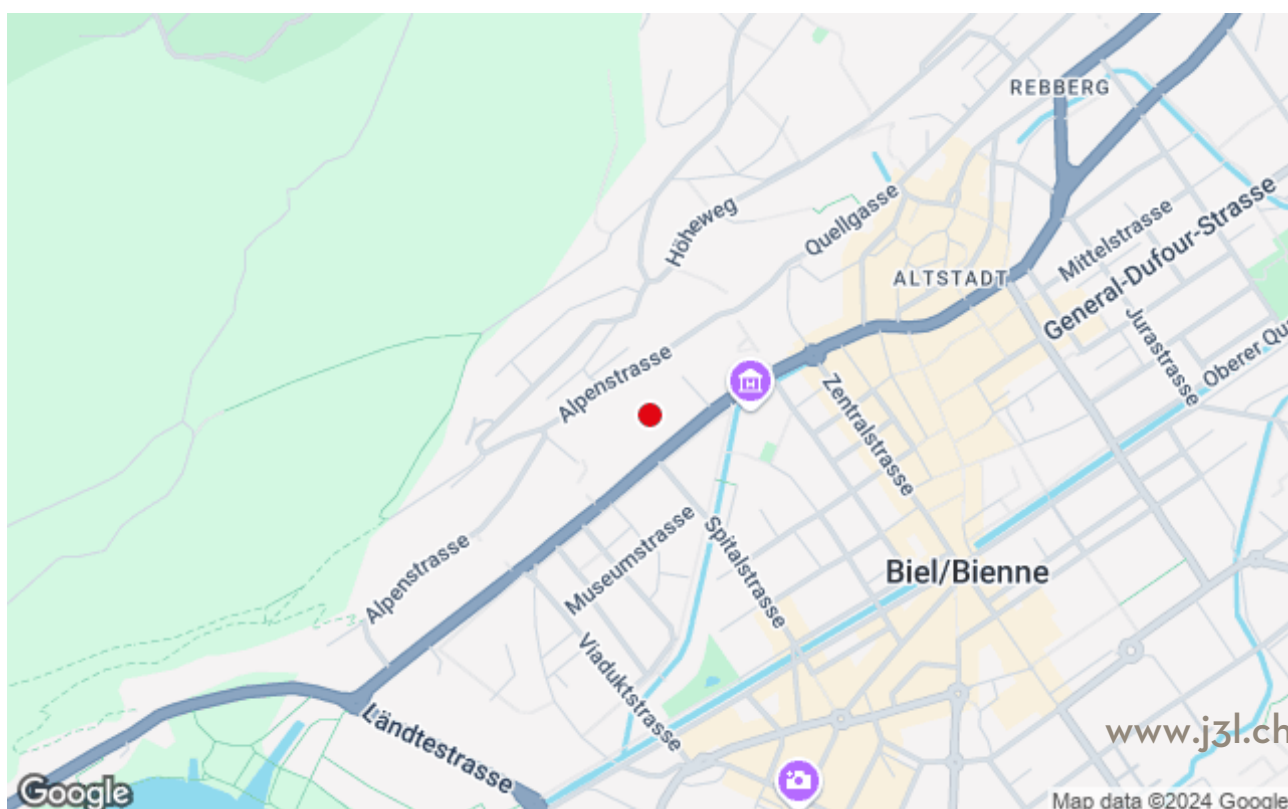 REBBERG
Höheweg
Quellgasse
Mittelstrasse
General-Dufour-Strasse
ALTSTADT
Jurastrasse
Oberer Qu
Alpenstrasse
Zentralstrasse
Museumstrasse
Spitalstrasse
Alpenstrasse
Biel/Bienne
Viaduktstrasse
Ländtestrasse
www.j3l.ch
Google
Map data ©2024 Google